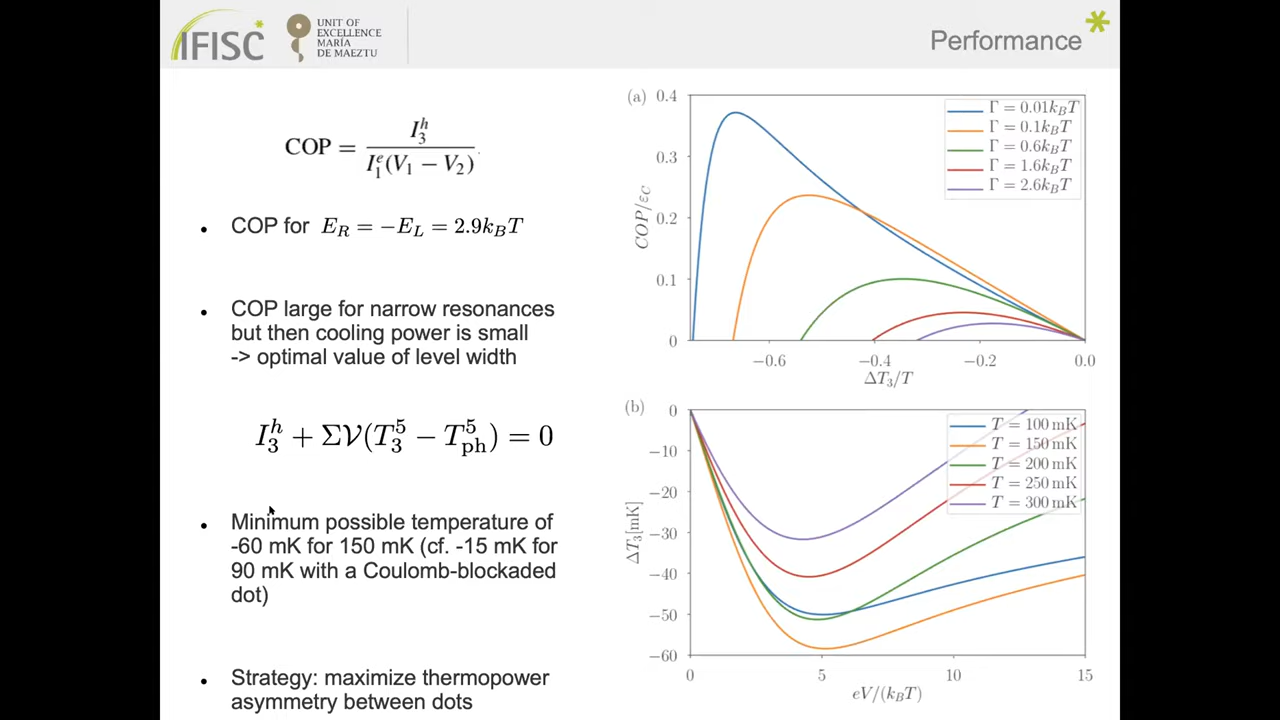 IFISC
UNIT OF
EXCELLENCE
MARÍA
DE MAEZTU
Performance
COP = I_3^h / I_1^e(V_1 − V_2)
• COP for E_R = −E_L = 2.9k_BT
• COP large for narrow resonances
but then cooling power is small
-> optimal value of level width
I_3^h + Σ𝒱(T_3^5 − T_ph^5) = 0
• Minimum possible temperature of
-60 mK for 150 mK (cf. -15 mK for
90 mK with a Coulomb-blockaded
dot)
• Strategy: maximize thermopower
asymmetry between dots
(a)
0.4
0.3
0.2
0.1
0
COP/ε_C
Γ = 0.01k_BT
Γ = 0.1k_BT
Γ = 0.6k_BT
Γ = 1.6k_BT
Γ = 2.6k_BT
−0.6 −0.4 −0.2 0.0
ΔT_3/T
(b)
0
−10
−20
−30
−40
−50
−60
ΔT_3[mK]
T = 100 mK
T = 150 mK
T = 200 mK
T = 250 mK
T = 300 mK
0 5 10 15
eV/(k_BT)